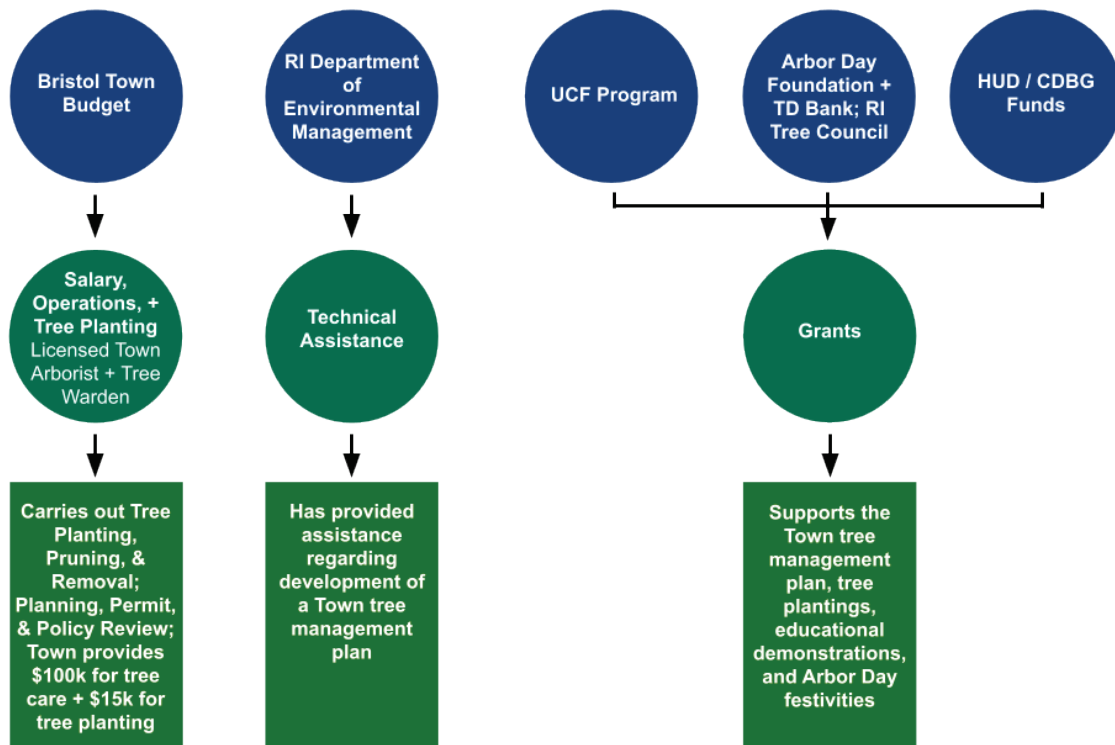 Bristol Town
Budget
RI Department
of
Environmental
Management
UCF Program
Arbor Day
Foundation +
TD Bank; RI
Tree Council
HUD / CDBG
Funds
Salary,
Operations, +
Tree Planting
Licensed Town
Arborist + Tree
Warden
Technical
Assistance
Grants
Carries out Tree
Planting,
Pruning, &
Removal;
Planning, Permit,
& Policy Review;
Town provides
$100k for tree
care + $15k for
tree planting
Has provided
assistance
regarding
development of
a Town tree
management
plan
Supports the
Town tree
management
plan, tree
plantings,
educational
demonstrations,
and Arbor Day
festivities